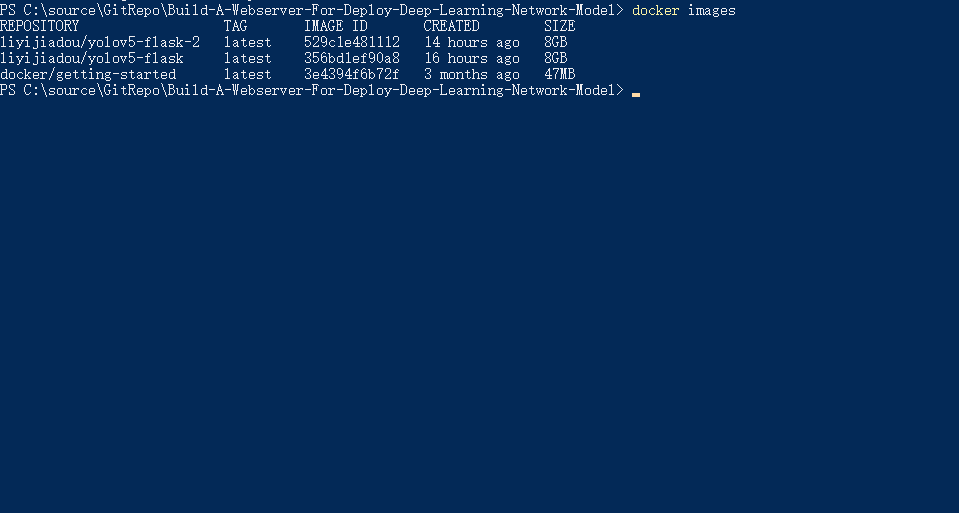 PS C:\source\GitRepo\Build-A-Webserver-For-Deploy-Deep-Learning-Network-Model> docker images
REPOSITORY TAG IMAGE ID CREATED SIZE
liyijiadou/yolov5-flask-2 latest 529c1e481112 14 hours ago 8GB
liyijiadou/yolov5-flask latest 356bd1ef90a8 16 hours ago 8GB
docker/getting-started latest 3e4394f6b72f 3 months ago 47MB
PS C:\source\GitRepo\Build-A-Webserver-For-Deploy-Deep-Learning-Network-Model>